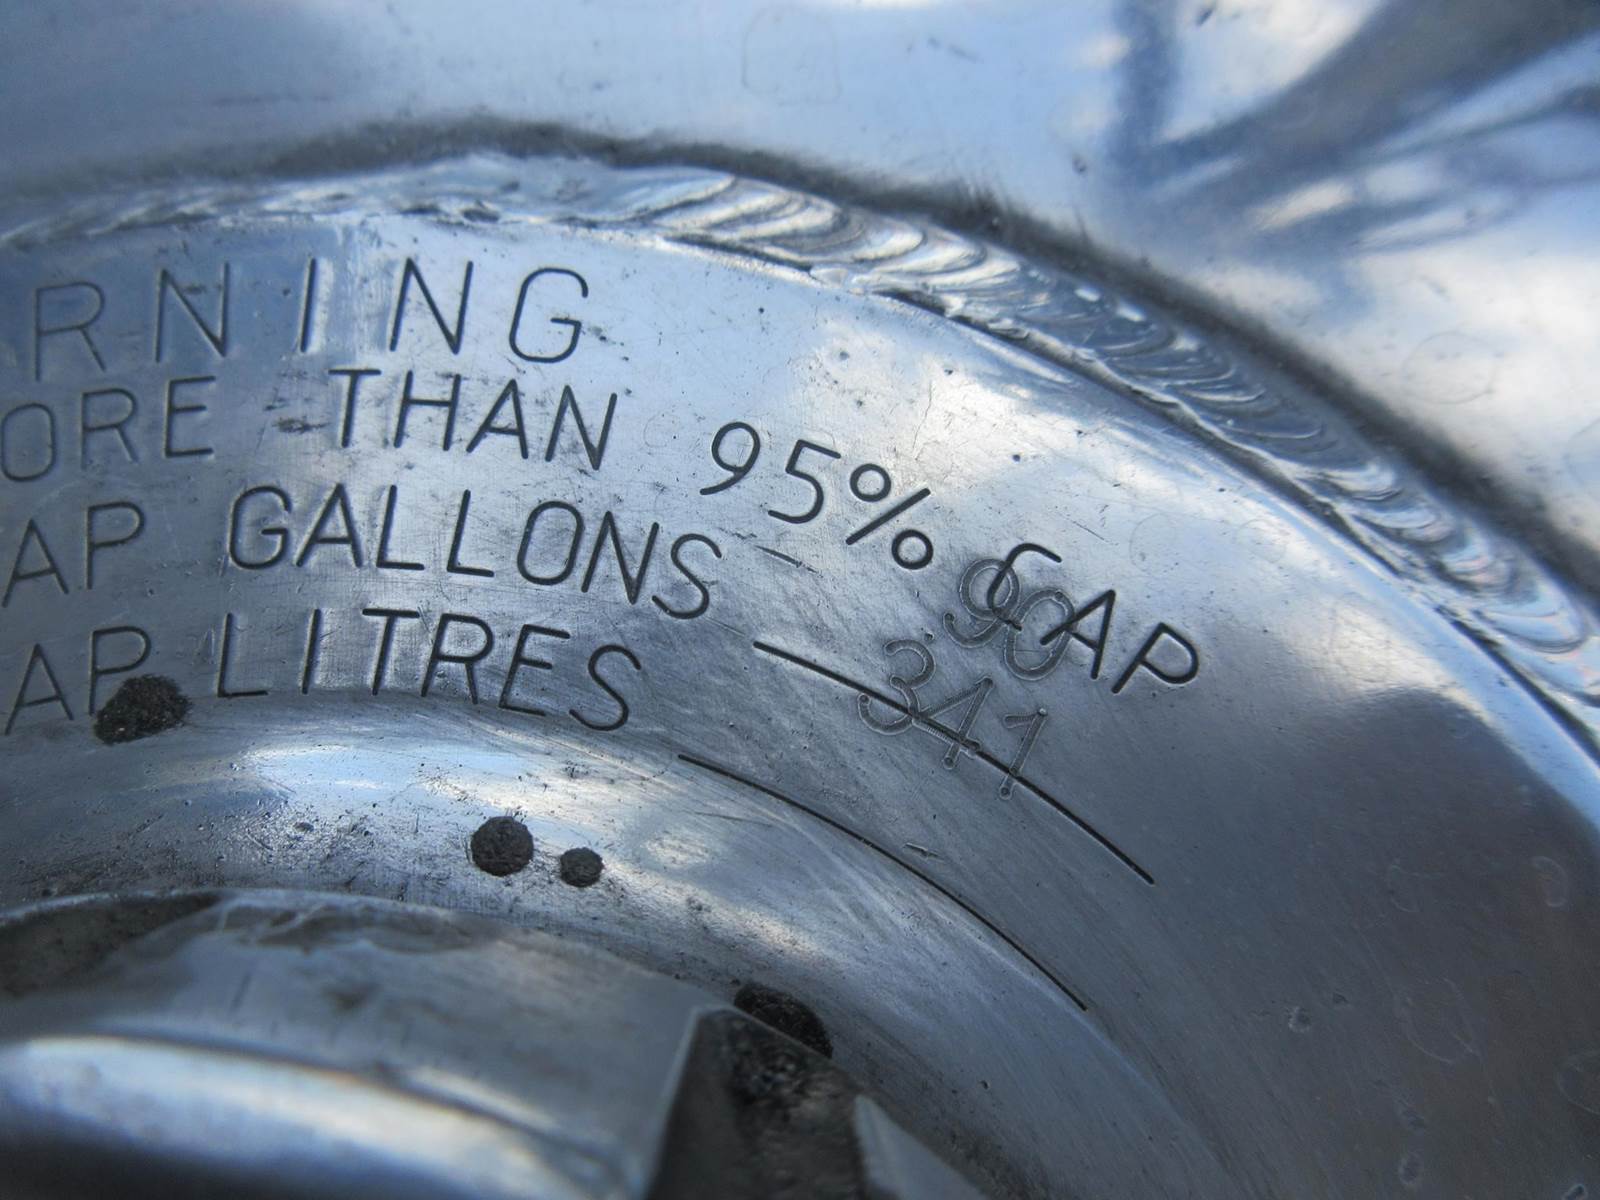 RNING
ORE THAN 95% CAP
AP GALLONS 90
AP LITRES 341